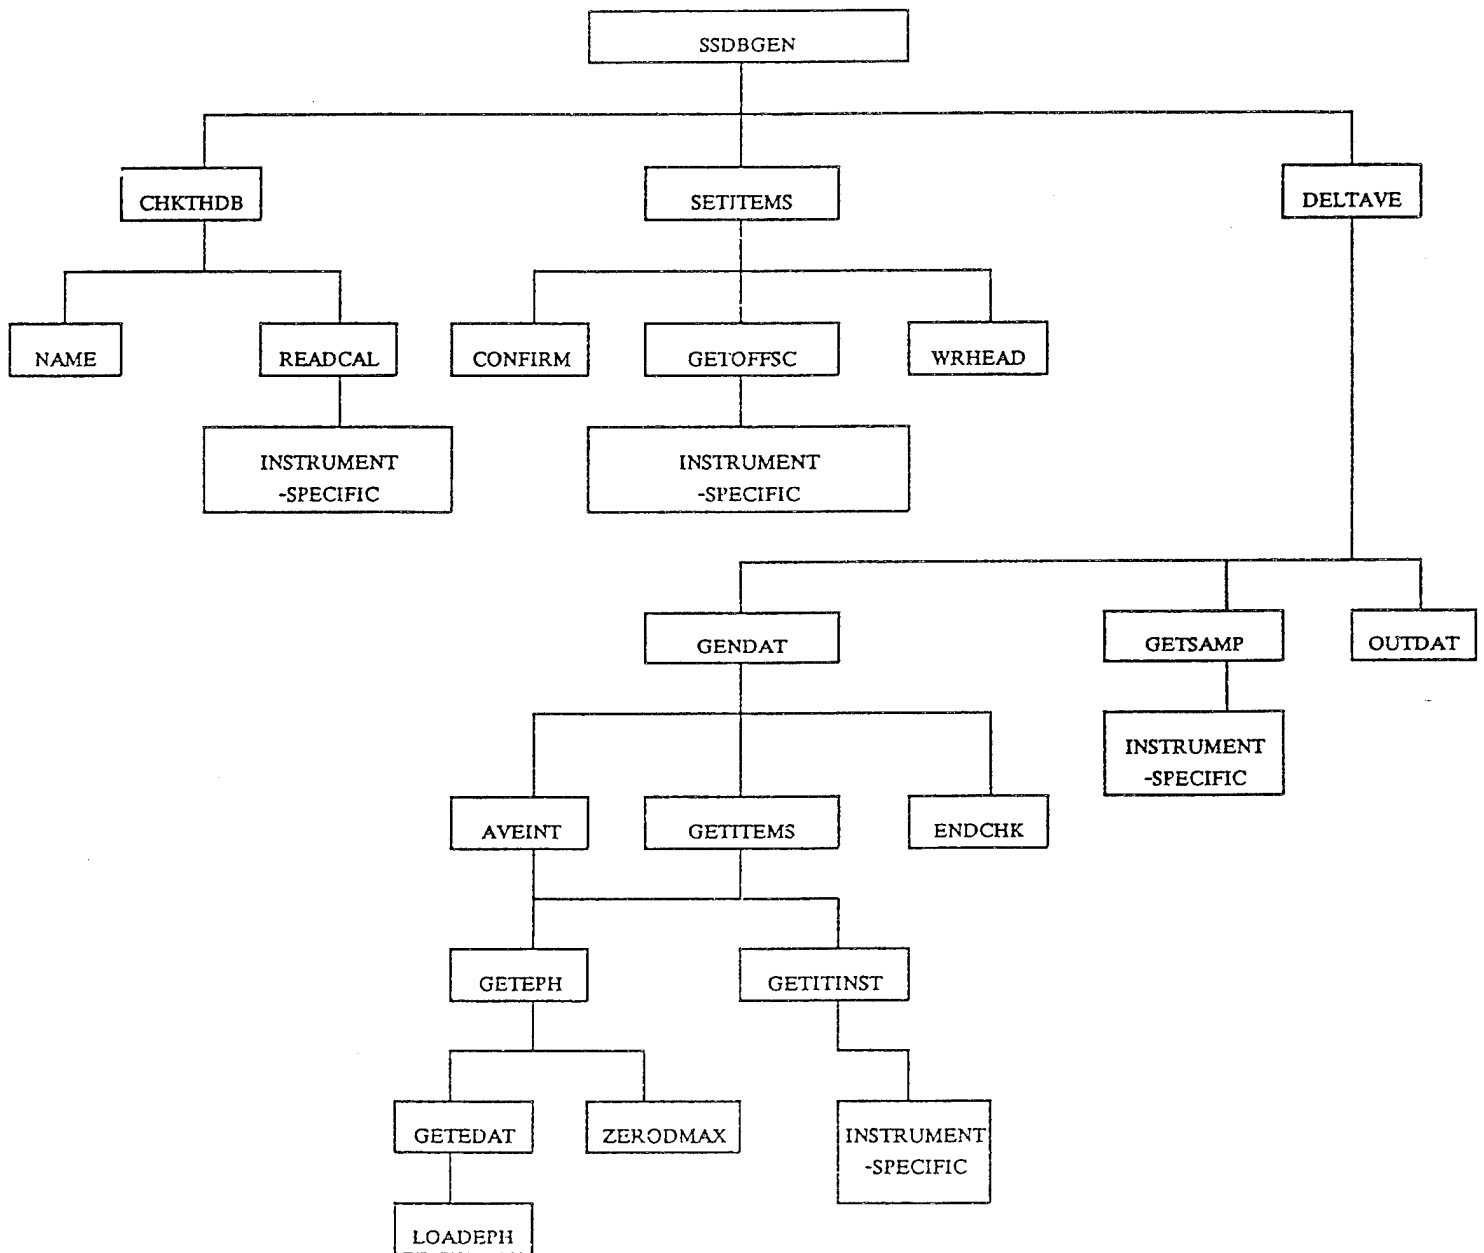 SSDBGEN
CHKTHDB
SETITEMS
DELTAVE
NAME
READCAL
CONFIRM
GETOFFSC
WRHEAD
INSTRUMENT
-SPECIFIC
INSTRUMENT
-SPECIFIC
GENDAT
GETSAMP
OUTDAT
INSTRUMENT
-SPECIFIC
AVEINT
GETITEMS
ENDCHK
GETEPH
GETITINST
GETEDAT
ZERODMAX
INSTRUMENT
-SPECIFIC
LOADEPH